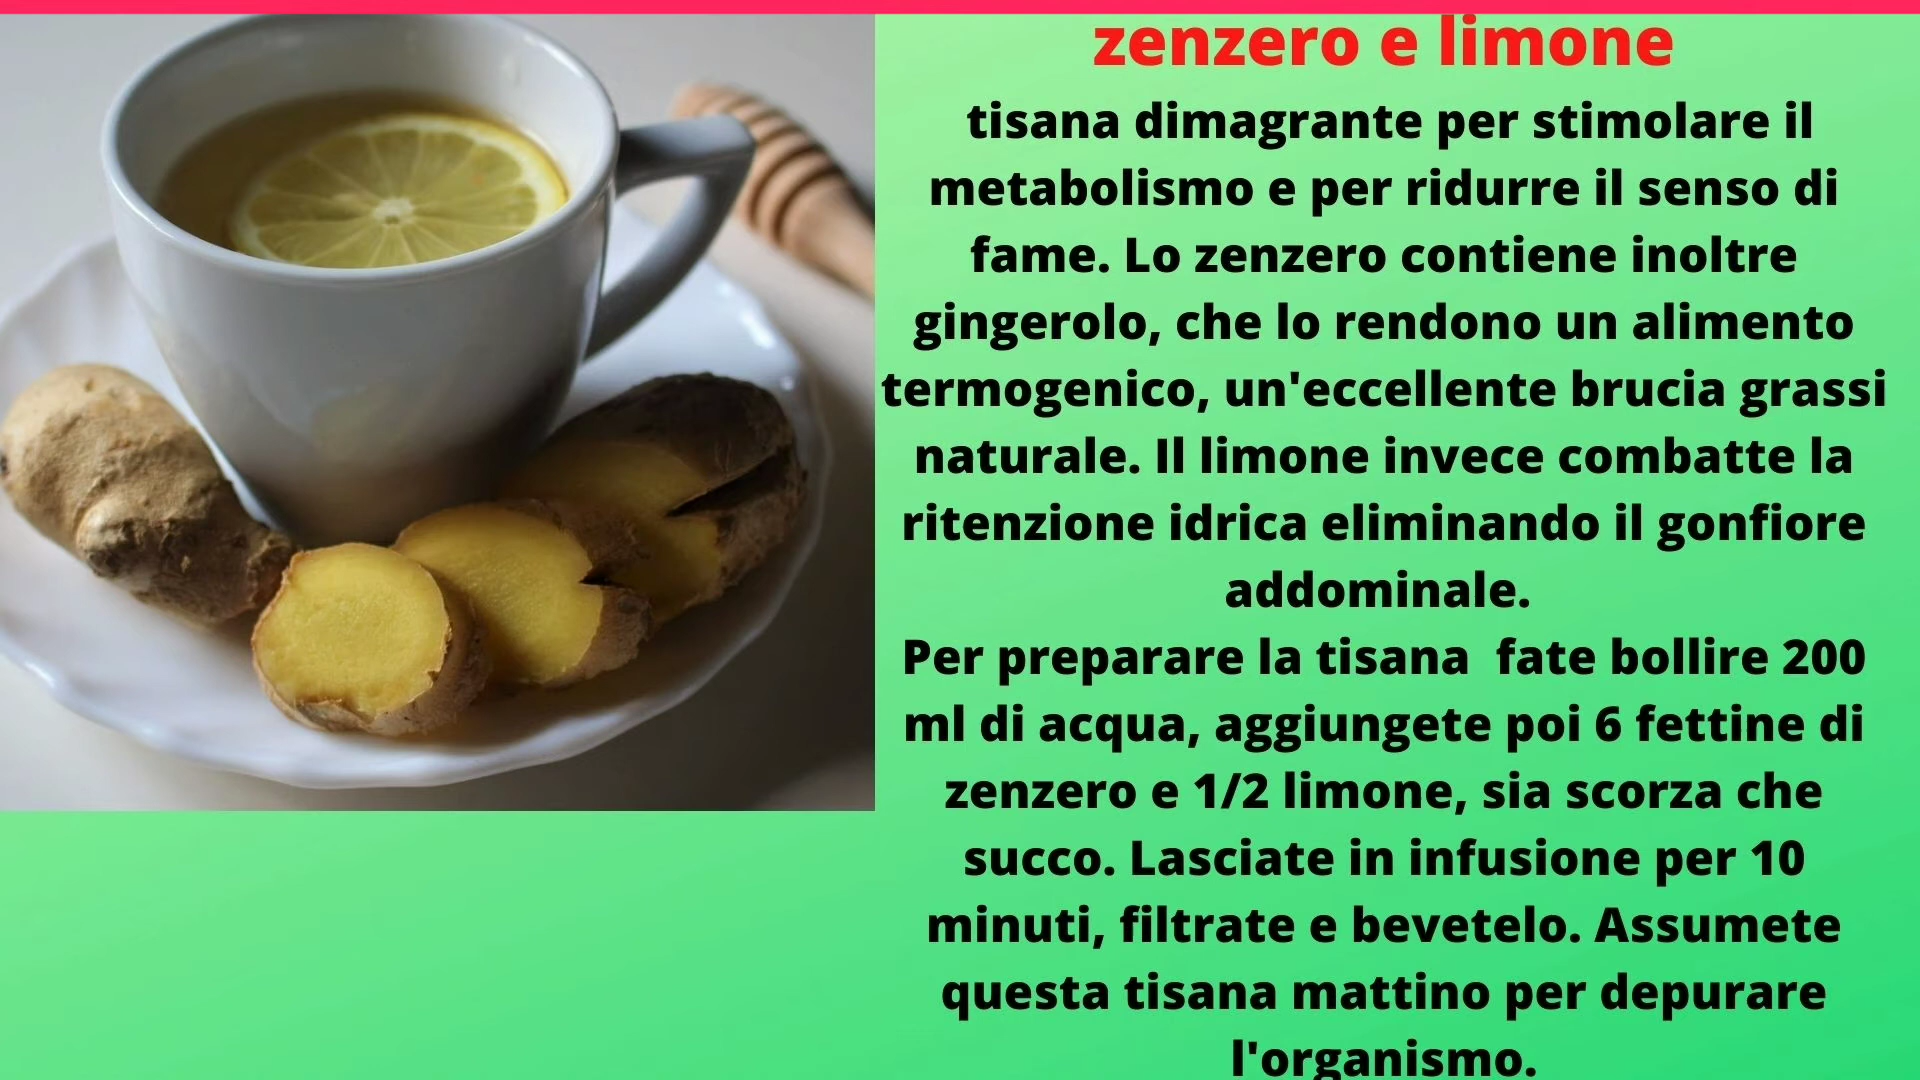 zenzero e limone
tisana dimagrante per stimolare il
metabolismo e per ridurre il senso di
fame. Lo zenzero contiene inoltre
gingerolo, che lo rendono un alimento
termogenico, un'eccellente brucia grassi
naturale. Il limone invece combatte la
ritenzione idrica eliminando il gonfiore
addominale.
Per preparare la tisana  fate bollire 200
ml di acqua, aggiungete poi 6 fettine di
zenzero e 1/2 limone, sia scorza che
succo. Lasciate in infusione per 10
minuti, filtrate e bevetelo. Assumete
questa tisana mattino per depurare
l'organismo.